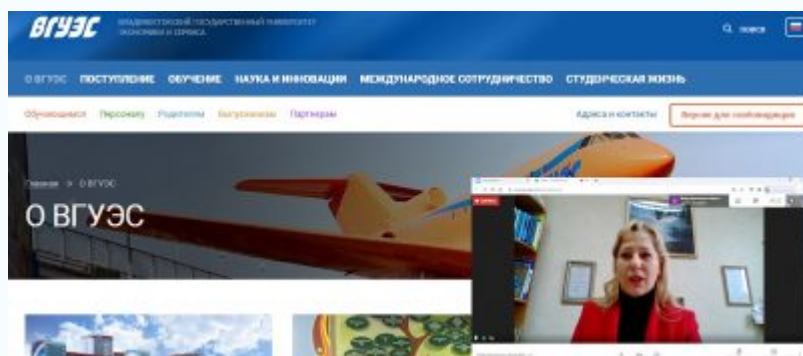 ВГУЭС
ВЛАДИВОСТОКСКИЙ ГОСУДАРСТВЕННЫЙ УНИВЕРСИТЕТ
ЭКОНОМИКИ И СЕРВИСА
ПОИСК
О ВГУЭС ПОСТУПЛЕНИЕ ОБУЧЕНИЕ НАУКА И ИННОВАЦИИ МЕЖДУНАРОДНОЕ СОТРУДНИЧЕСТВО СТУДЕНЧЕСКАЯ ЖИЗНЬ
Обучающимся Персоналу Родителям Выпускникам Партнерам Адреса и контакты Версия для слабовидящих
Главная > О ВГУЭС
О ВГУЭС